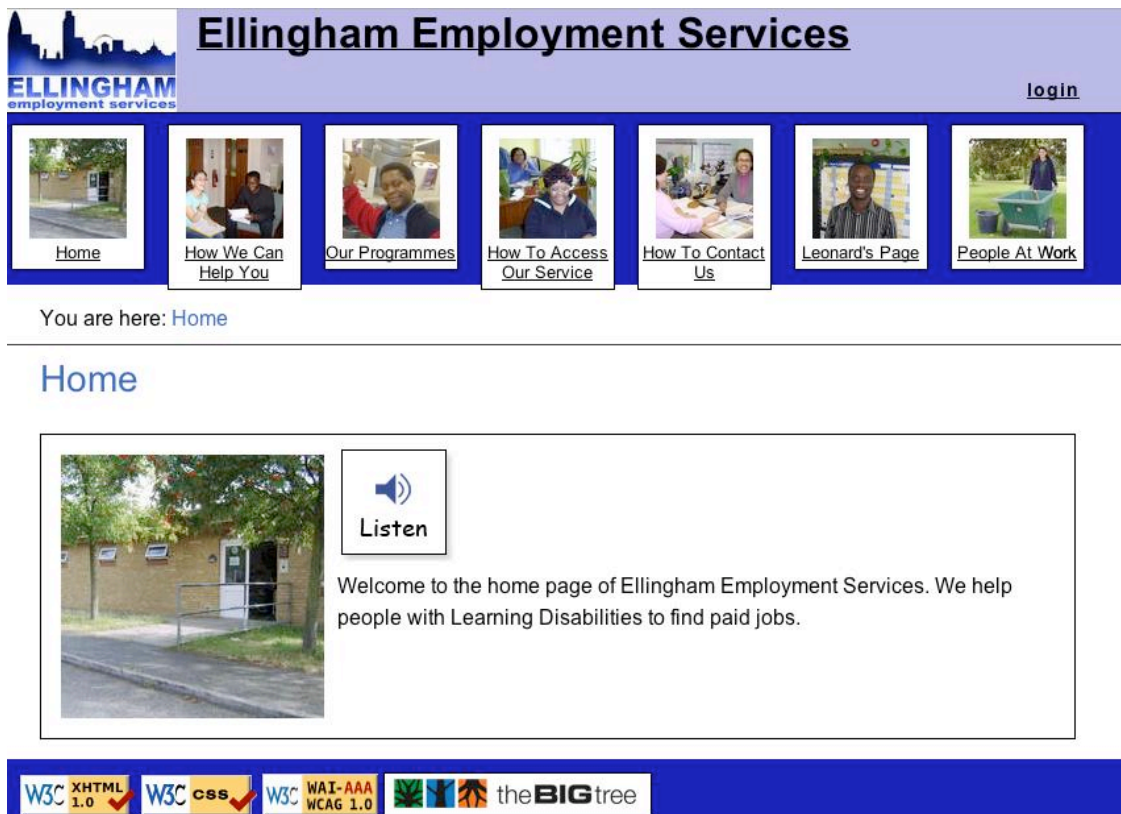 Ellingham Employment Services
ELLINGHAM
employment services
login
Home
How We Can
Help You
Our Programmes
How To Access
Our Service
How To Contact
Us
Leonard's Page
People At Work
You are here: Home
Home
Listen
Welcome to the home page of Ellingham Employment Services. We help
people with Learning Disabilities to find paid jobs.
W3C XHTML 1.0
W3C css
W3C WAI-AAA WCAG 1.0
the BIG tree